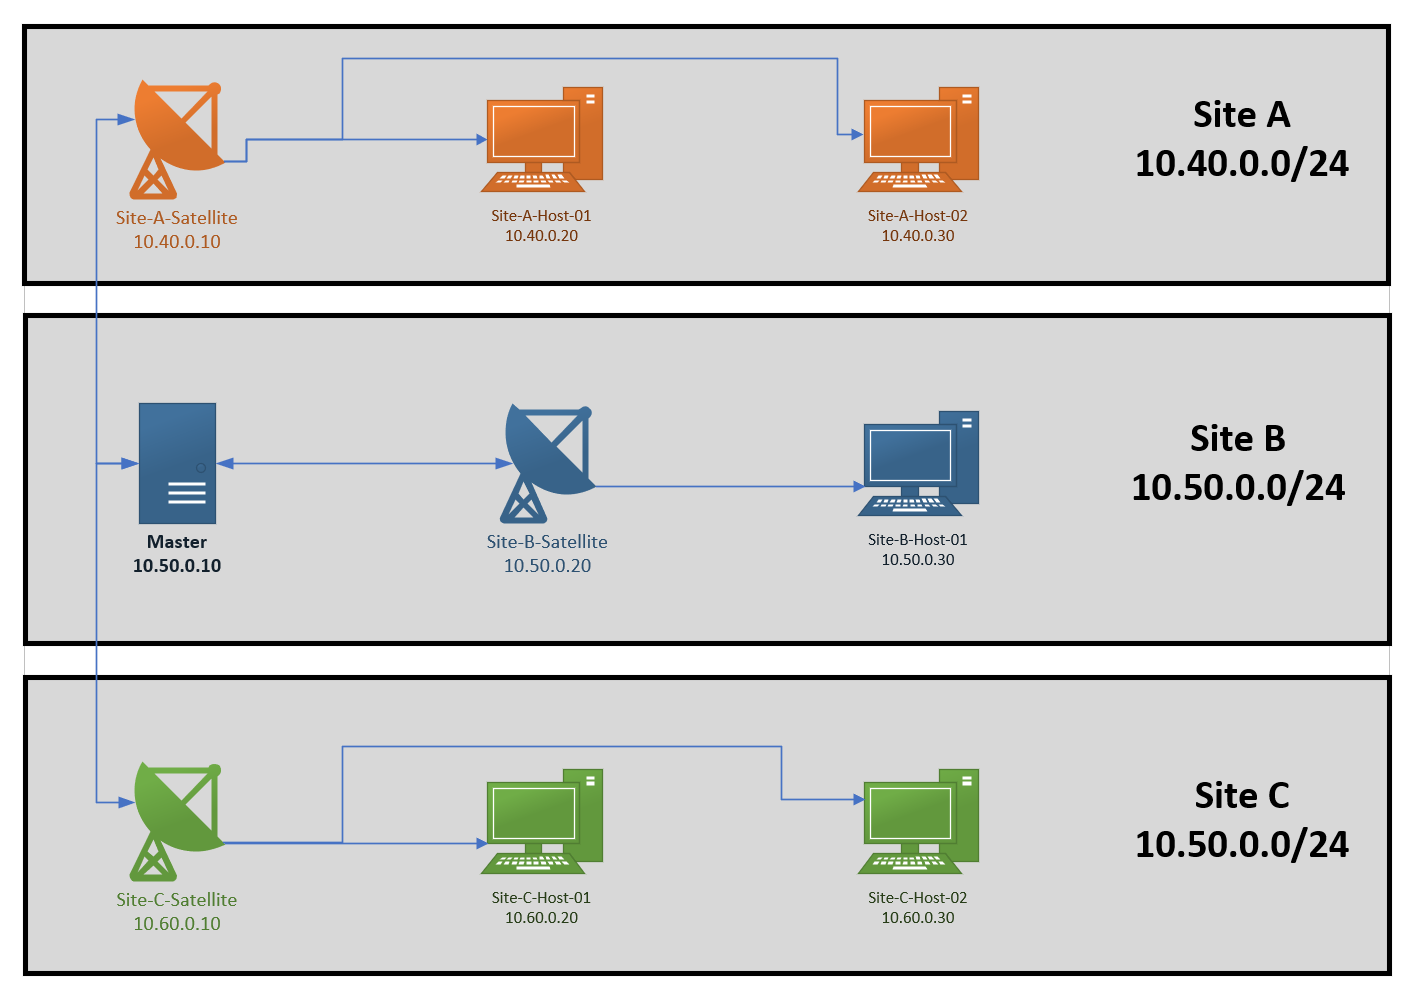 Site A
10.40.0.0/24
Site-A-Satellite
10.40.0.10
Site-A-Host-01
10.40.0.20
Site-A-Host-02
10.40.0.30
Site B
10.50.0.0/24
Master
10.50.0.10
Site-B-Satellite
10.50.0.20
Site-B-Host-01
10.50.0.30
Site C
10.50.0.0/24
Site-C-Satellite
10.60.0.10
Site-C-Host-01
10.60.0.20
Site-C-Host-02
10.60.0.30